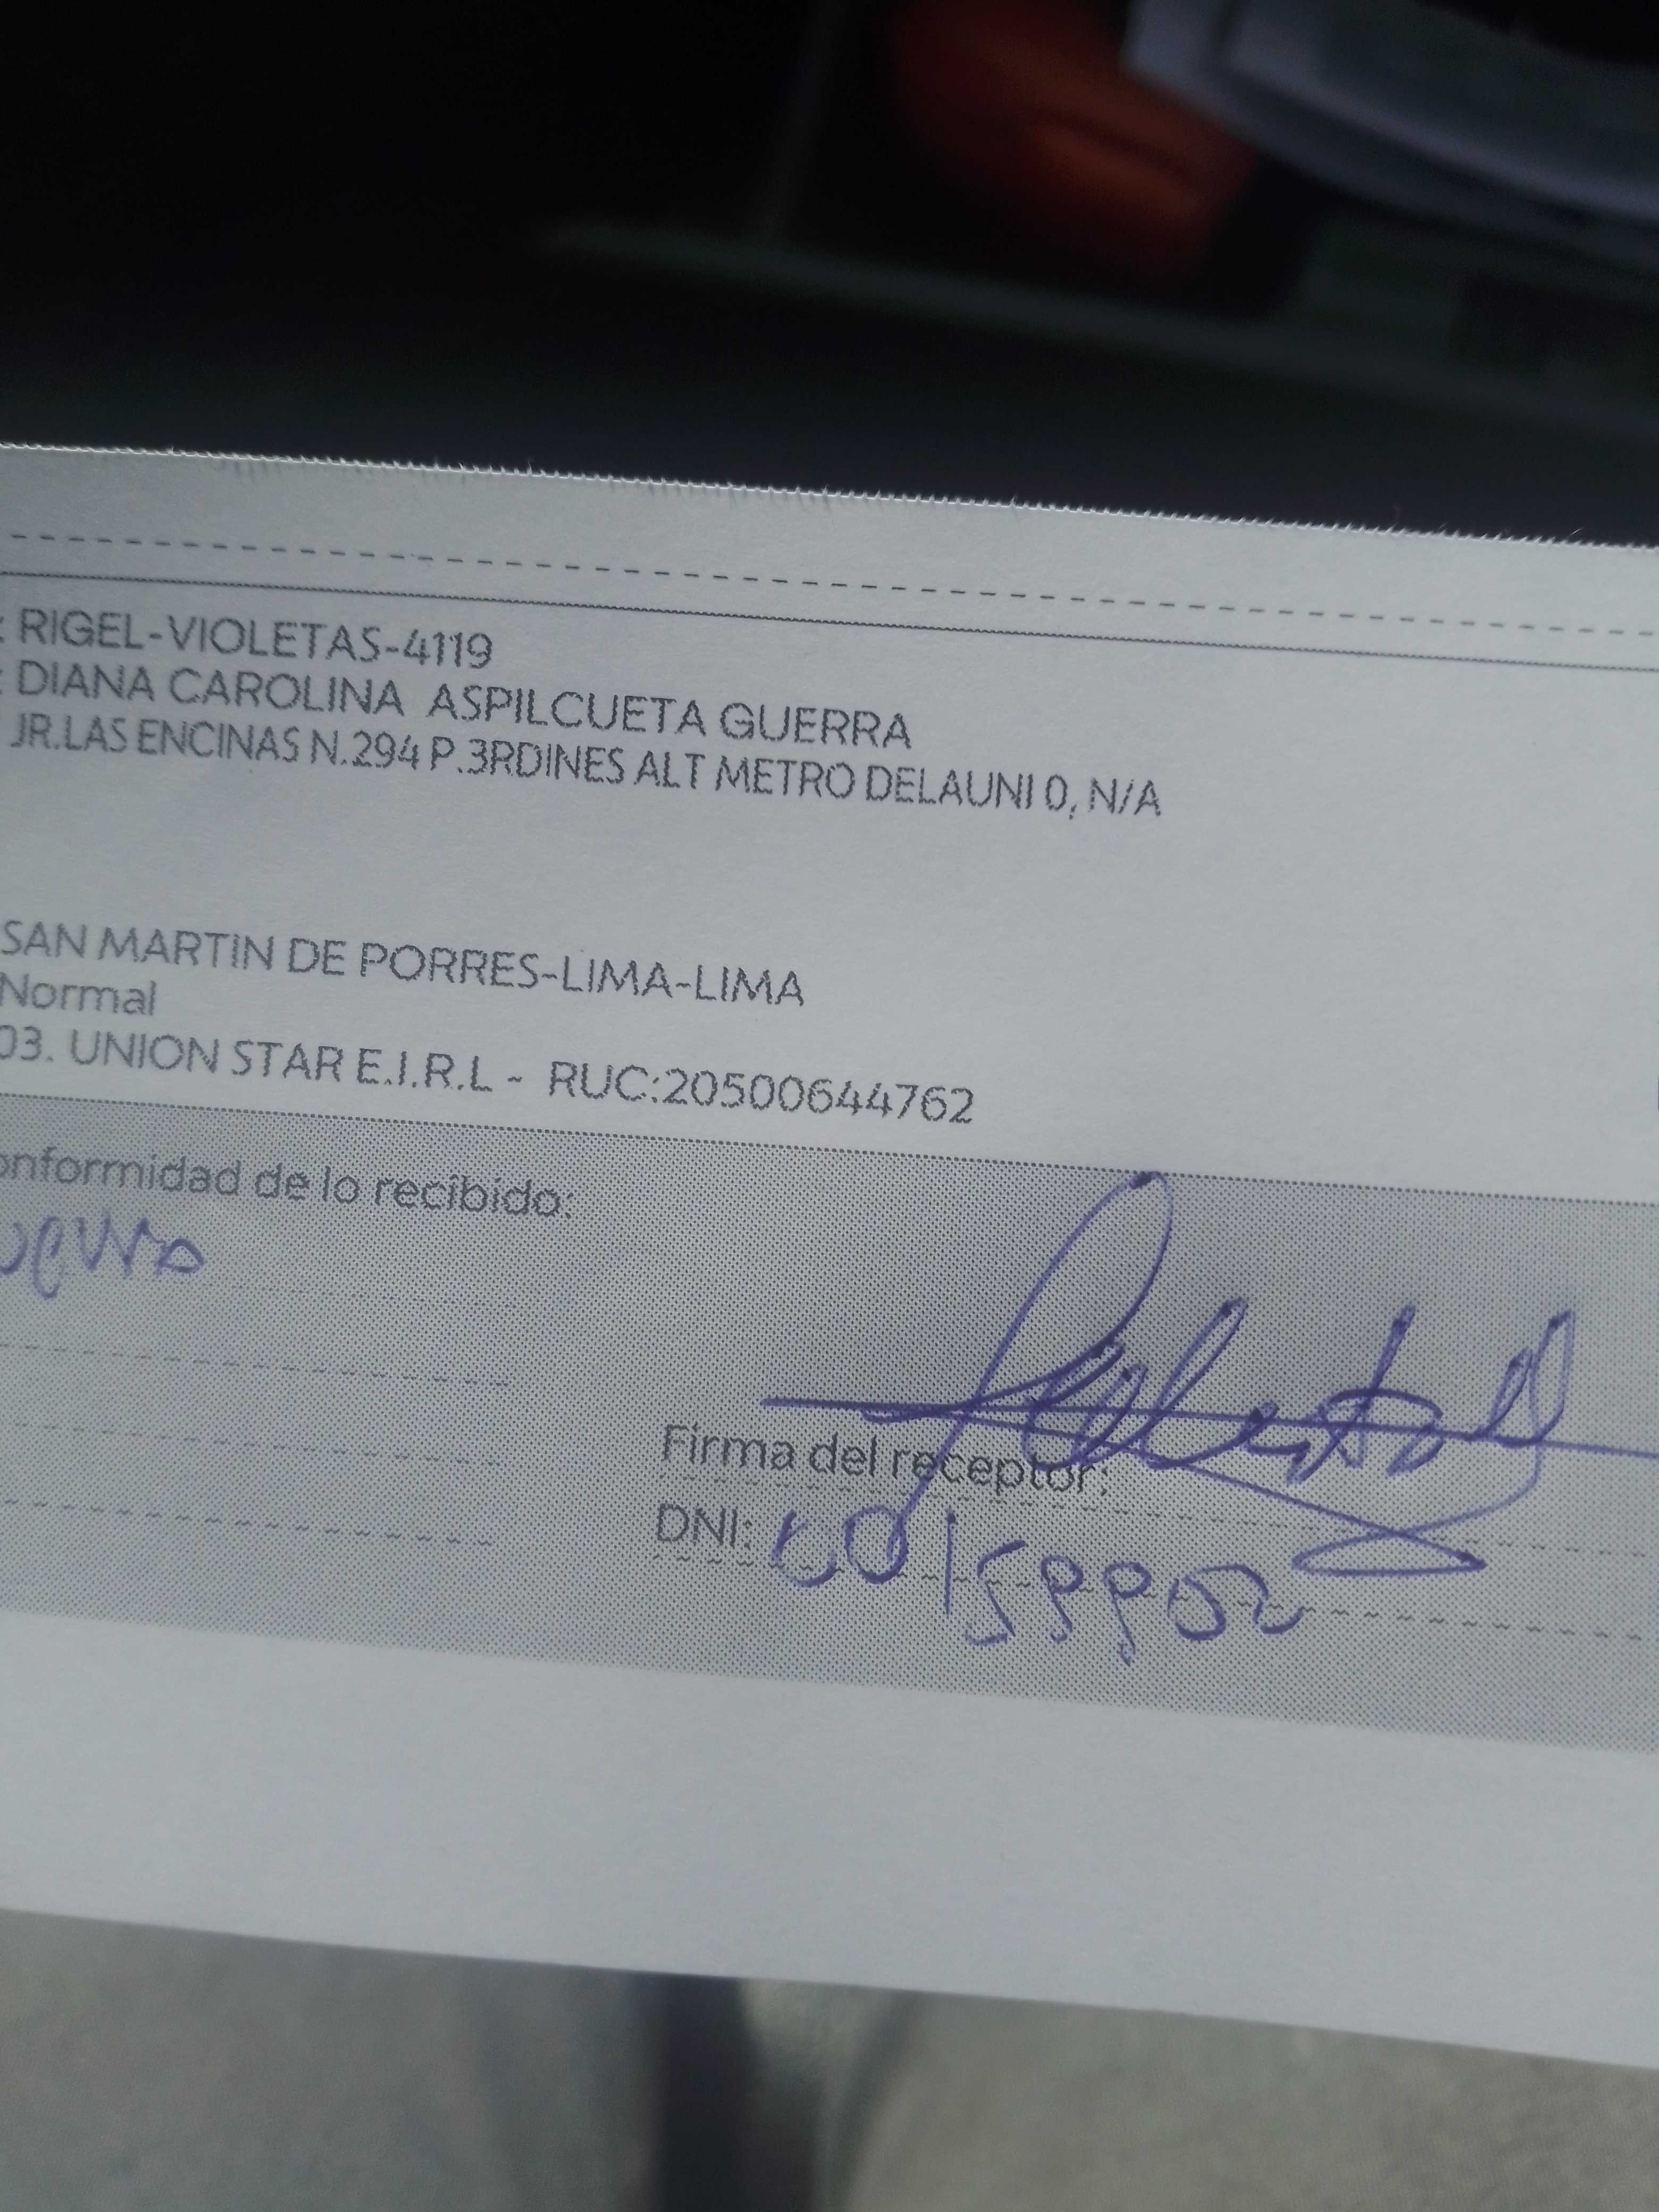 : RIGEL-VIOLETAS-4119
: DIANA CAROLINA ASPILCUETA GUERRA
JR.LAS ENCINAS N.294 P.3RDINES ALT METRO DELAUNI 0, N/A
SAN MARTIN DE PORRES-LIMA-LIMA
Normal
03. UNION STAR E.I.R.L - RUC:20500644762
onformidad de lo recibido:
Firma del receptor:
DNI: